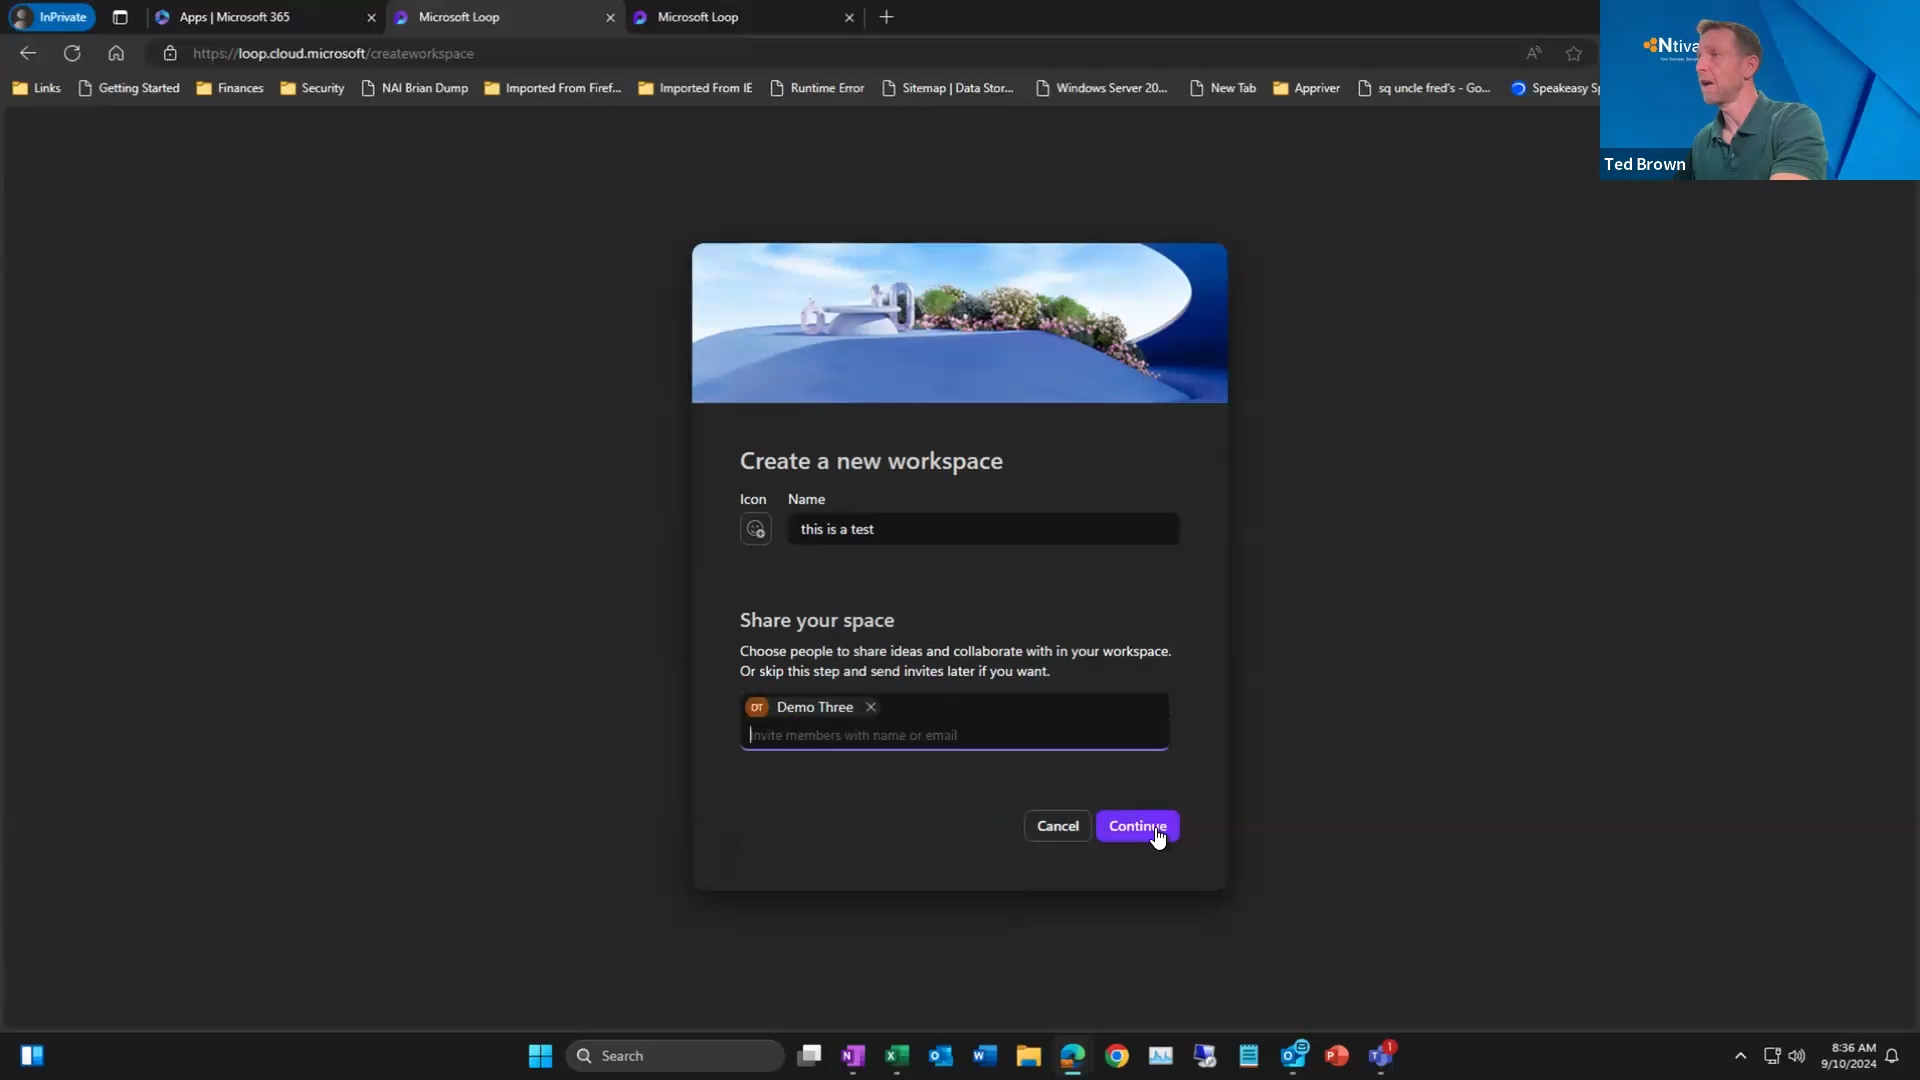 InPrivate
Apps | Microsoft 365
Microsoft Loop
Microsoft Loop
https://loop.cloud.microsoft/createworkspace
Links
Getting Started
Finances
Security
NAI Brian Dump
Imported From Firef...
Imported From IE
Runtime Error
Sitemap | Data Stor...
Windows Server 20...
New Tab
Appriver
sq uncle fred's - Go...
Speakeasy Sp
Ntiva
Ted Brown
Create a new workspace
Icon
Name
this is a test
Share your space
Choose people to share ideas and collaborate with in your workspace.
Or skip this step and send invites later if you want.
DT
Demo Three
Invite members with name or email
Cancel
Continue
Search
1
8:36 AM
9/10/2024